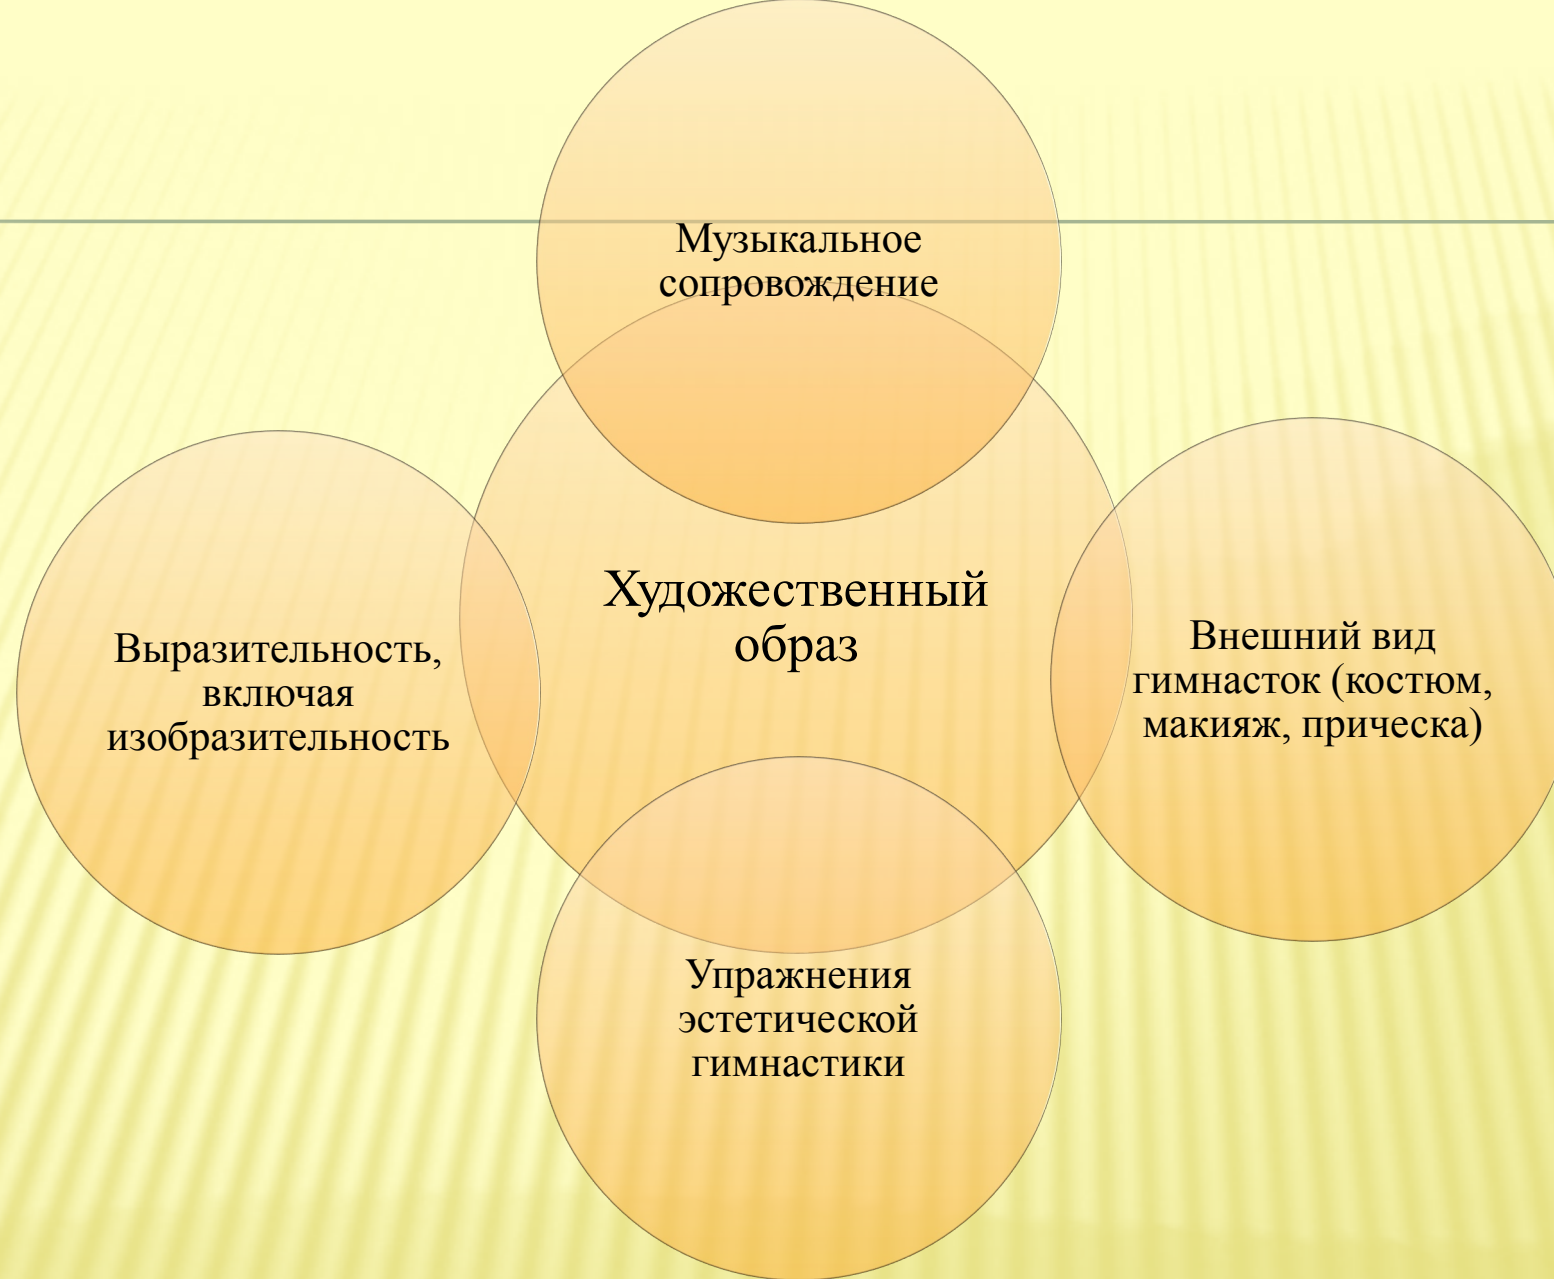 Музыкальное
сопровождение
Художественный
образ
Выразительность,
включая
изобразительность
Внешний вид
гимнасток (костюм,
макияж, прическа)
Упражнения
эстетической
гимнастики